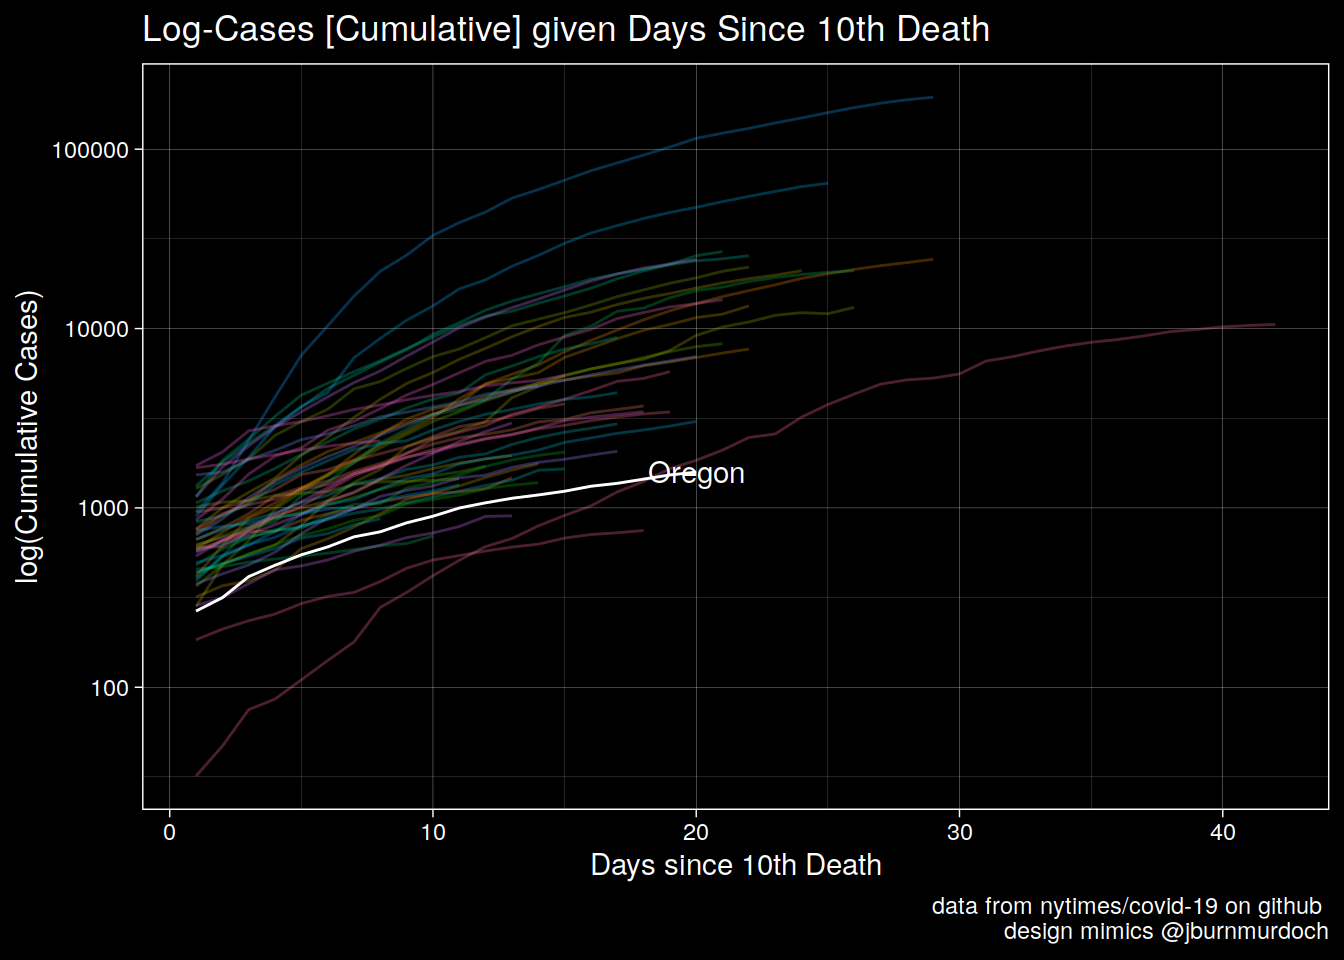 Log-Cases [Cumulative] given Days Since 10th Death
log(Cumulative Cases)
100000
10000
1000
100
Oregon
0
10
20
30
40
Days since 10th Death
data from nytimes/covid-19 on github
design mimics @jburnmurdoch